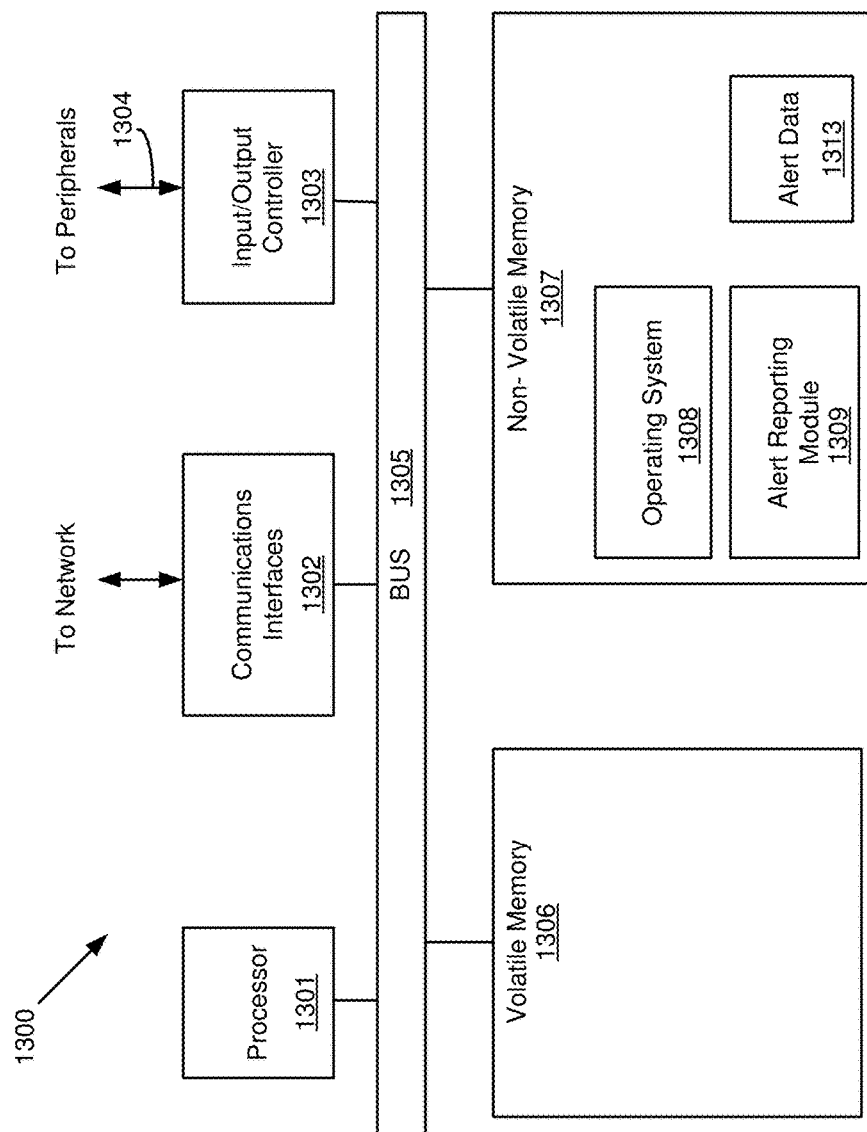 1300
To Network
To Peripherals
1304
Processor
1301
Communications
Interfaces
1302
Input/Output
Controller
1303
BUS 1305
Volatile Memory
1306
Non- Volatile Memory
1307
Operating System
1308
Alert Reporting
Module
1309
Alert Data
1313